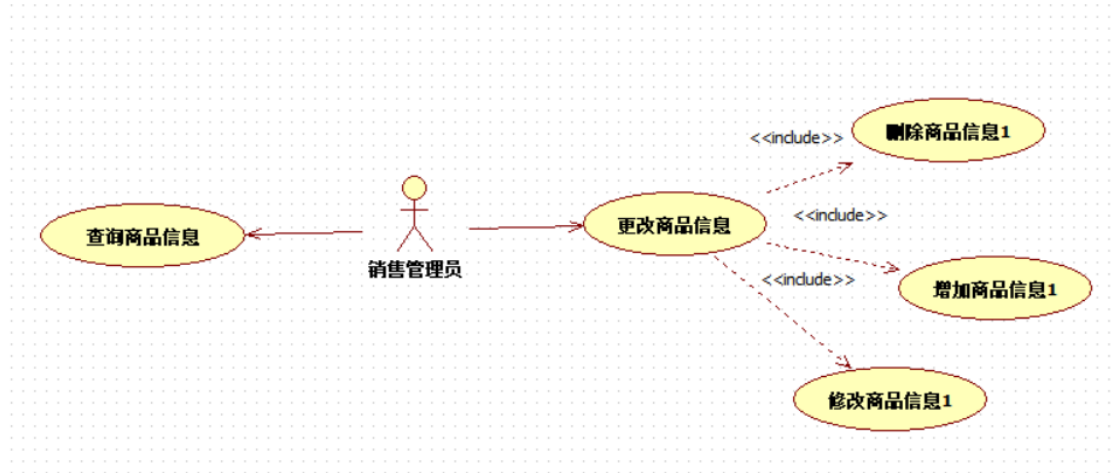 <<include>>
删除商品信息1
<<include>>
查询商品信息
更改商品信息
销售管理员
<<include>>
增加商品信息1
修改商品信息1